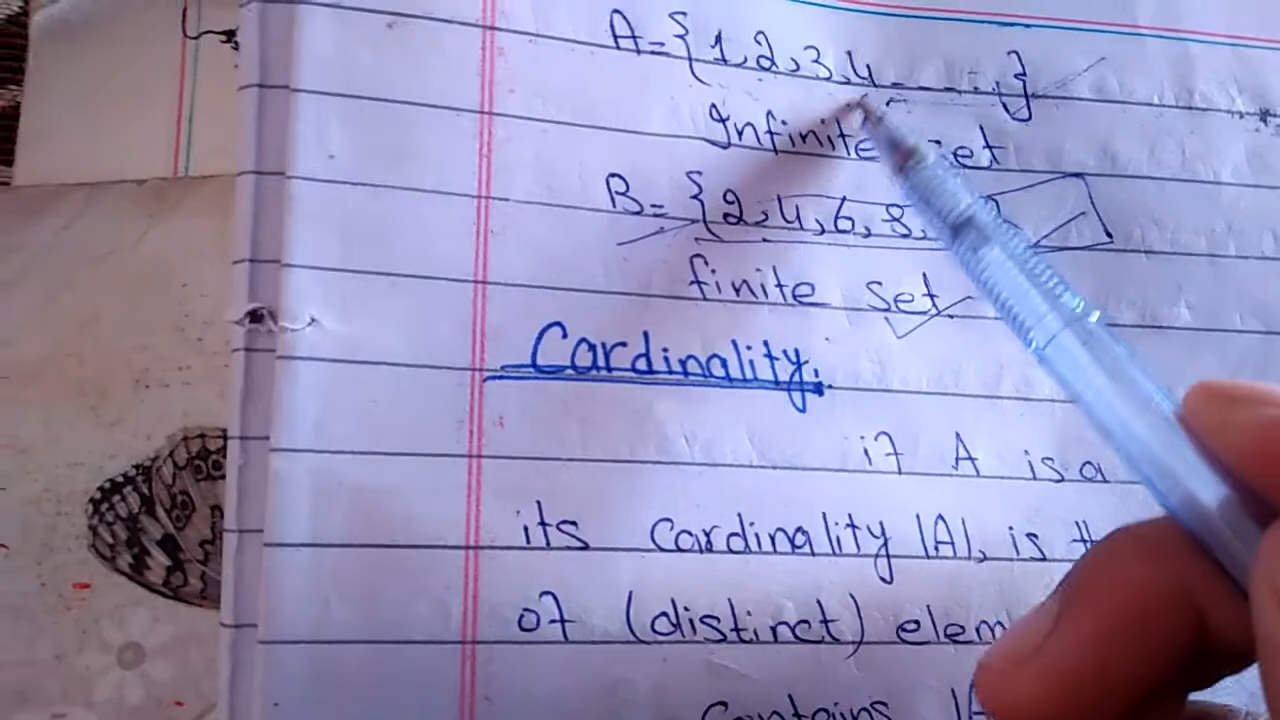 A={1,2,3,4......}
Infinite set
B={2,4,6,8,
finite set
Cardinality:
if A is a
its Cardinality |A|, is
of (distinct) elem
Contains |A